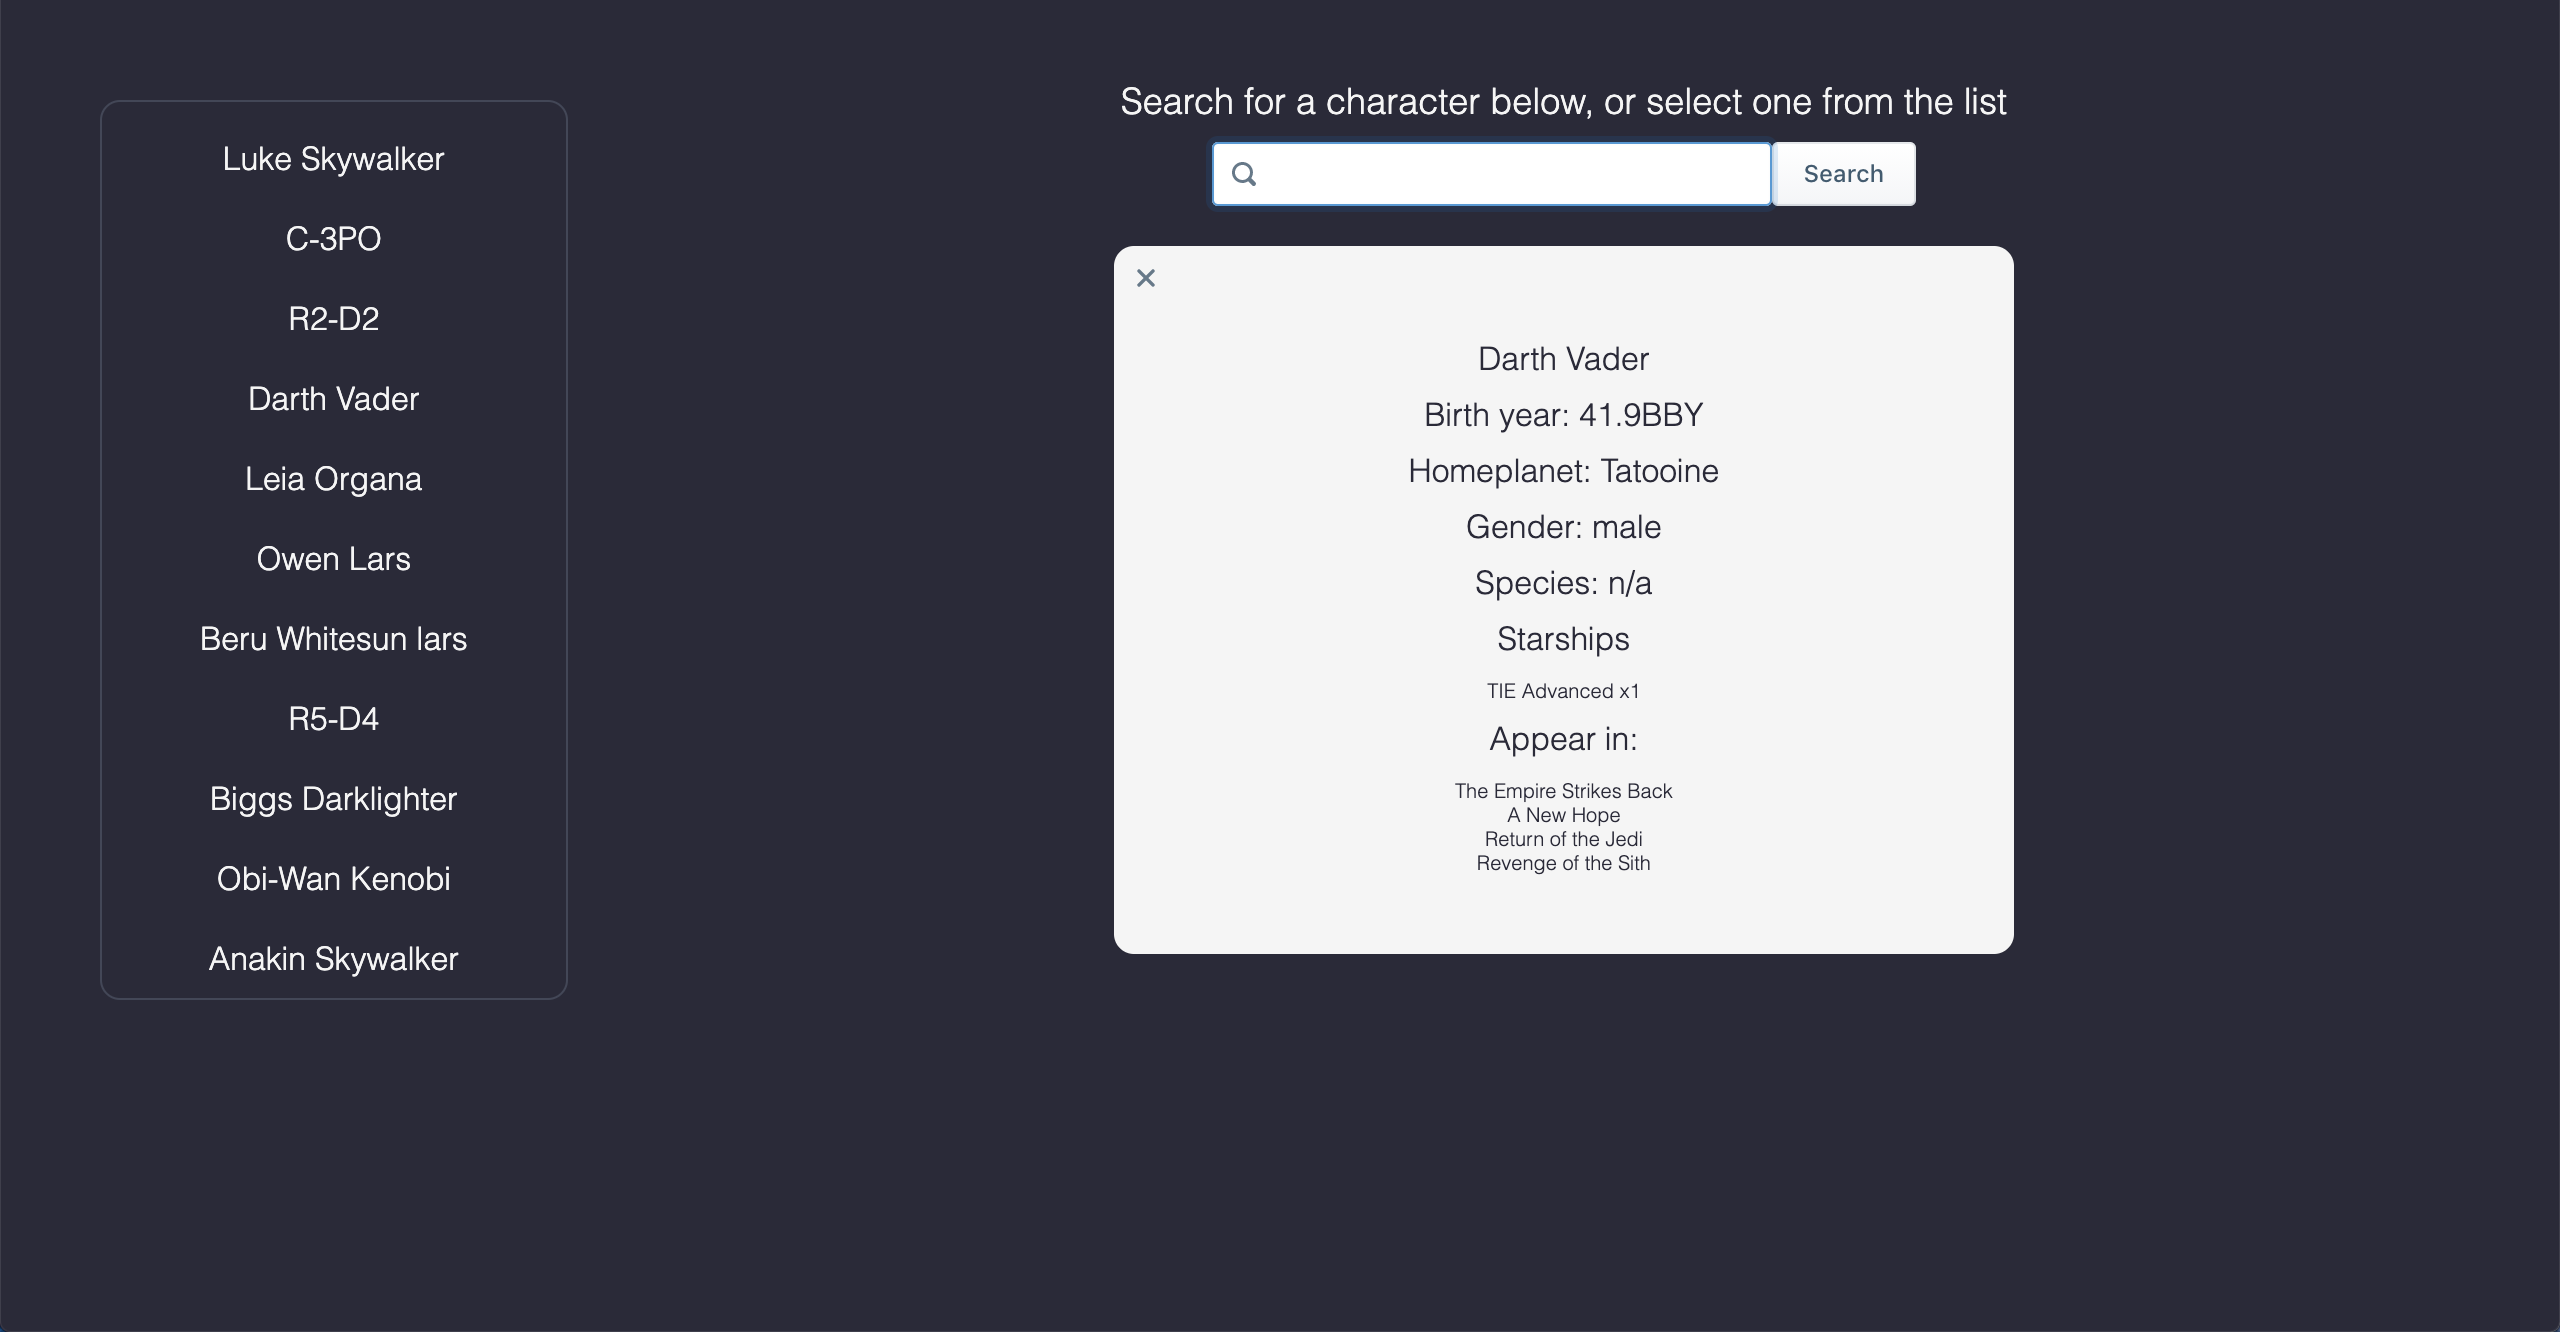 Luke Skywalker
C-3PO
R2-D2
Darth Vader
Leia Organa
Owen Lars
Beru Whitesun lars
R5-D4
Biggs Darklighter
Obi-Wan Kenobi
Anakin Skywalker
Search for a character below, or select one from the list
Search
Darth Vader
Birth year: 41.9BBY
Homeplanet: Tatooine
Gender: male
Species: n/a
Starships
TIE Advanced x1
Appear in:
The Empire Strikes Back
A New Hope
Return of the Jedi
Revenge of the Sith